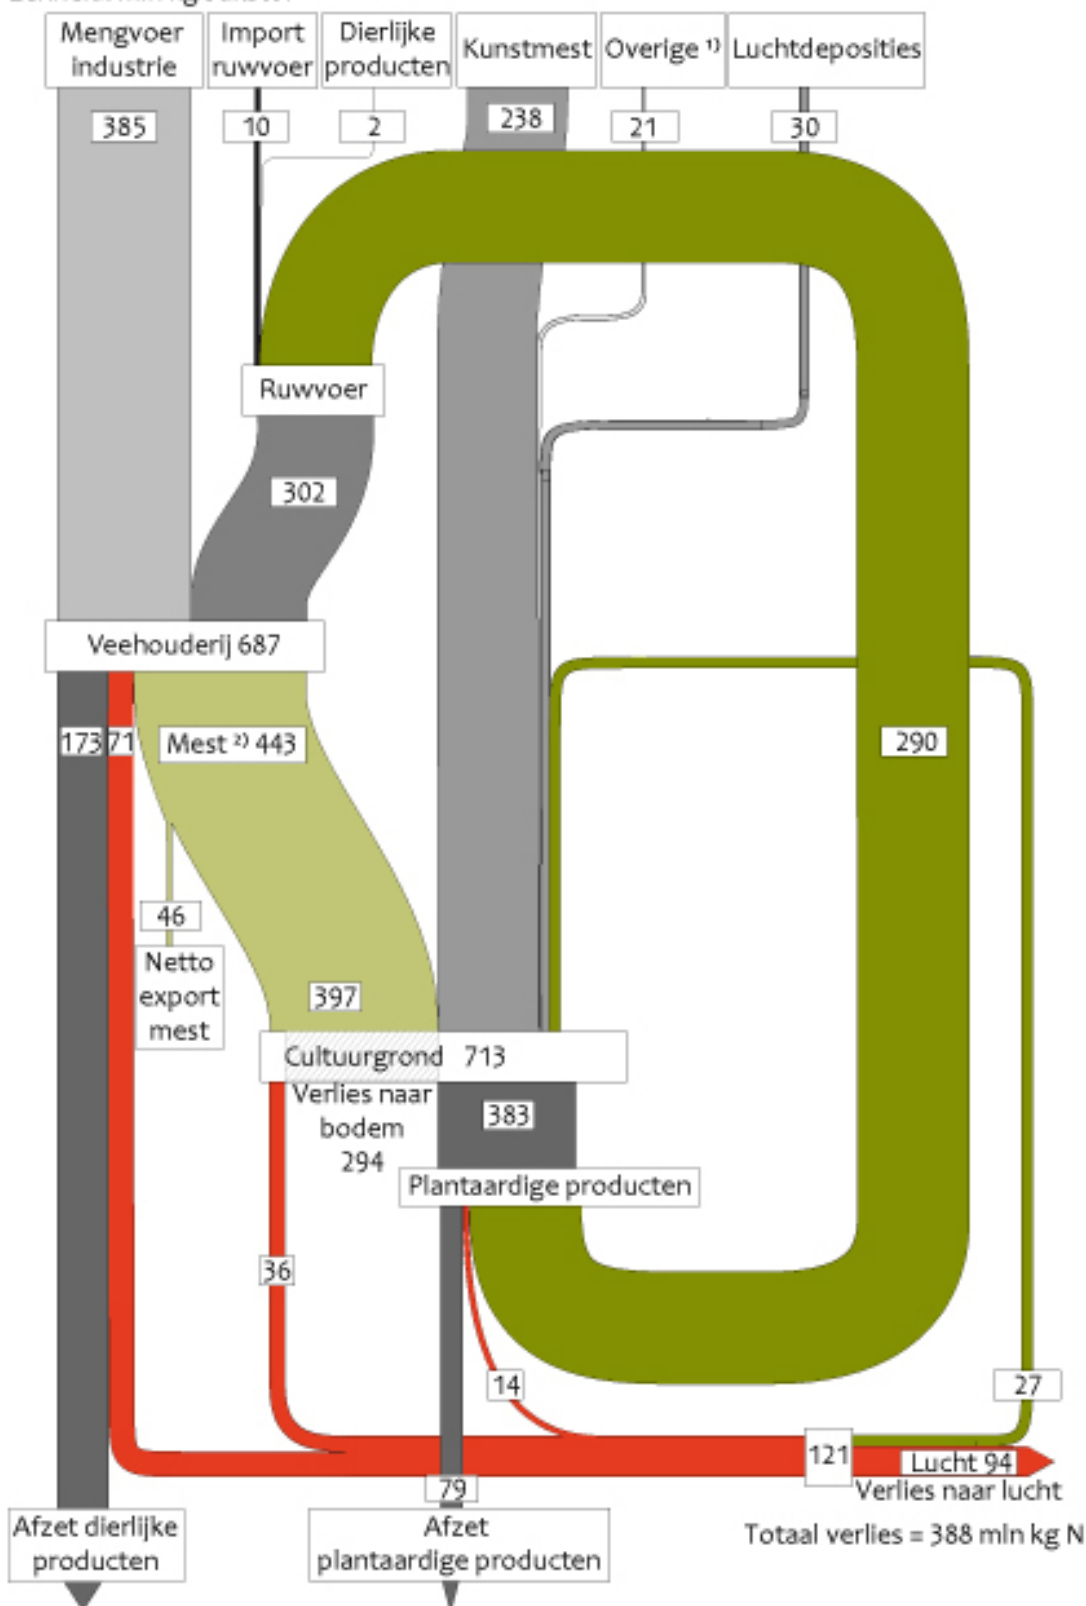 Mengvoer
industrie
Import
ruwvoer
Dierlijke
producten
Kunstmest
Overige ¹⁾
Luchtdeposities
385
10
2
238
21
30
Ruwvoer
302
Veehouderij 687
173
71
Mest ²⁾ 443
290
46
Netto
export
mest
397
Cultuurgrond 713
Verlies naar
bodem
294
383
Plantaardige producten
36
14
27
121
Lucht 94
Verlies naar lucht
79
Afzet dierlijke
producten
Afzet
plantaardige producten
Totaal verlies = 388 mln kg N